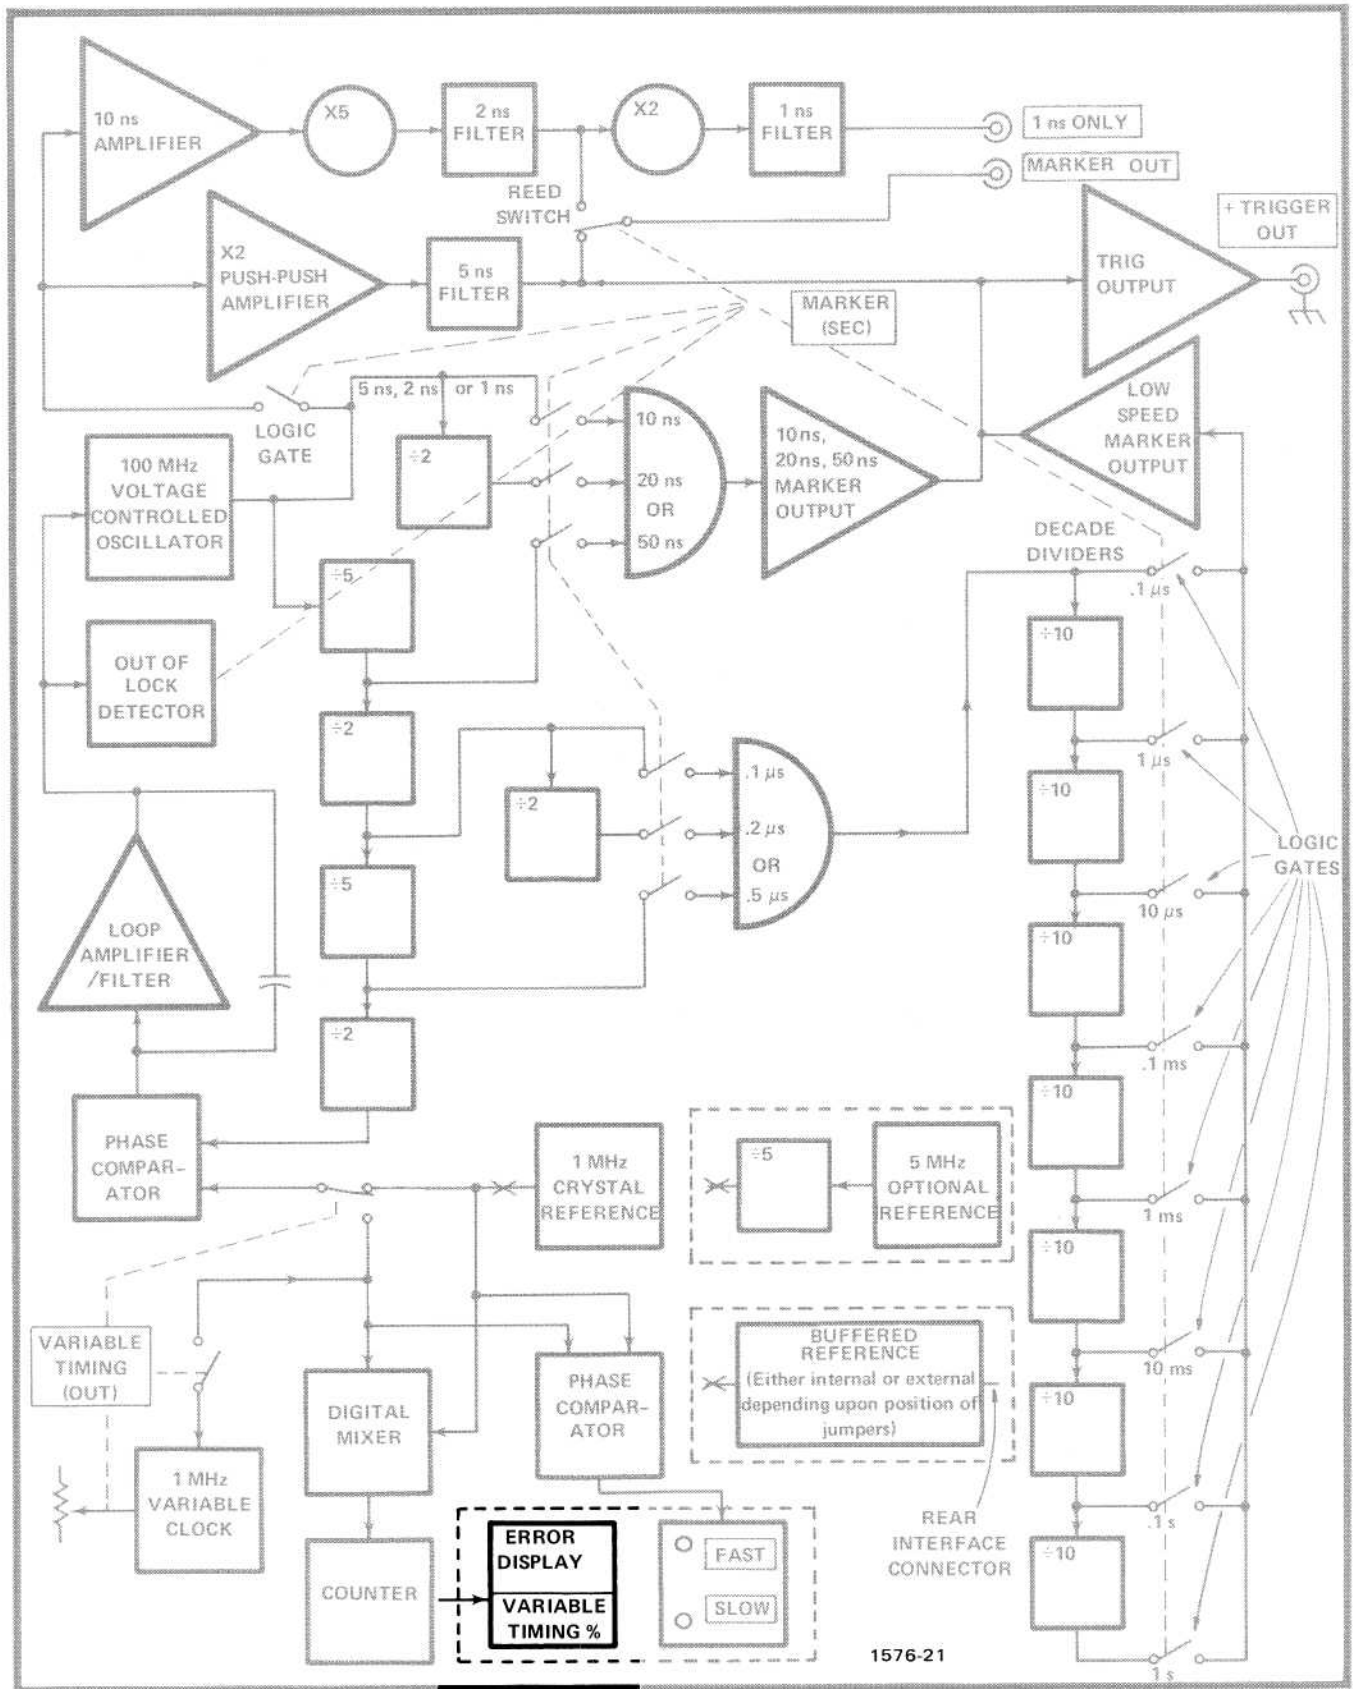 10 ns
AMPLIFIER
X5
2 ns
FILTER
X2
1 ns
FILTER
1 ns ONLY
MARKER OUT
REED
SWITCH
+ TRIGGER
OUT
X2
PUSH-PUSH
AMPLIFIER
5 ns
FILTER
TRIG
OUTPUT
MARKER
(SEC)
5 ns, 2 ns or 1 ns
LOGIC
GATE
÷2
10 ns
20 ns
OR
50 ns
10 ns,
20 ns, 50 ns
MARKER
OUTPUT
LOW
SPEED
MARKER
OUTPUT
100 MHz
VOLTAGE
CONTROLLED
OSCILLATOR
DECADE
DIVIDERS
÷5
.1 µs
÷10
OUT OF
LOCK
DETECTOR
÷2
1 µs
÷10
÷2
.1 µs
.2 µs
OR
.5 µs
LOGIC
GATES
÷5
10 µs
÷10
LOOP
AMPLIFIER
/FILTER
÷2
.1 ms
÷10
PHASE
COMPAR-
ATOR
1 MHz
CRYSTAL
REFERENCE
÷5
5 MHz
OPTIONAL
REFERENCE
1 ms
÷10
VARIABLE
TIMING
(OUT)
DIGITAL
MIXER
PHASE
COMPAR-
ATOR
BUFFERED
REFERENCE
(Either internal or external
depending upon position of
jumpers)
10 ms
÷10
1 MHz
VARIABLE
CLOCK
COUNTER
ERROR
DISPLAY
VARIABLE
TIMING %
FAST
SLOW
REAR
INTERFACE
CONNECTOR
.1 s
÷10
1 s
1576-21